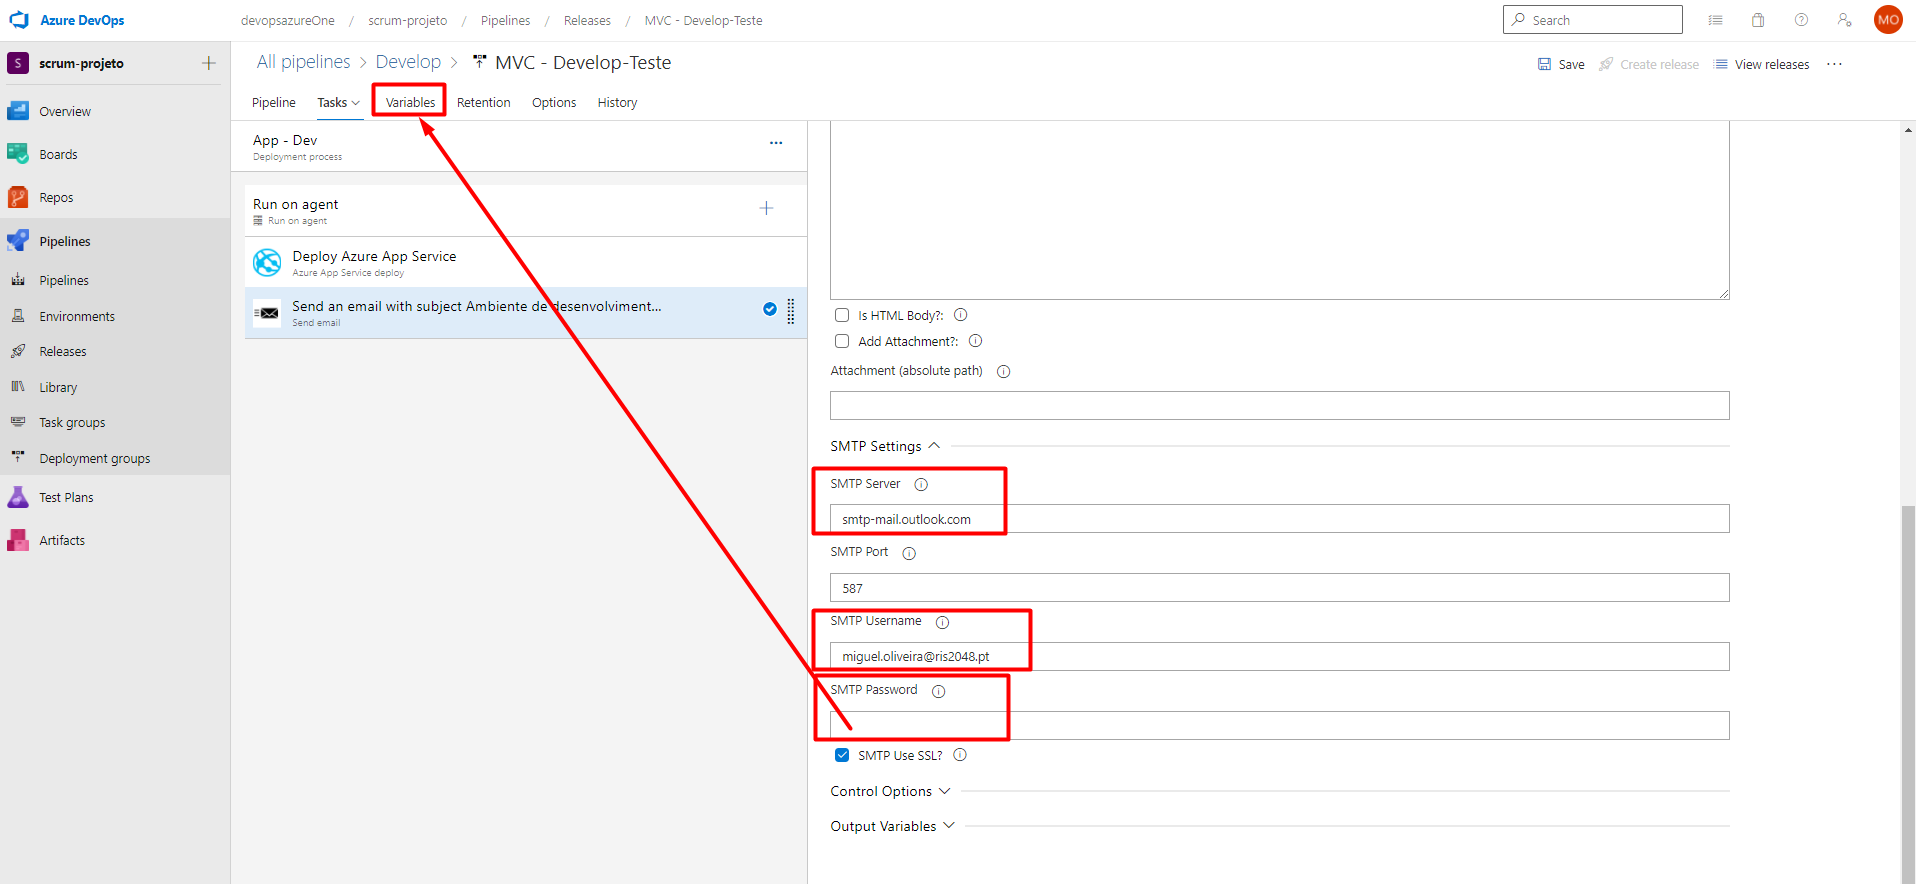 Azure DevOps
devopsazureOne / scrum-projeto / Pipelines / Releases / MVC - Develop-Teste
Search
MO
S scrum-projeto
Overview
Boards
Repos
Pipelines
Pipelines
Environments
Releases
Library
Task groups
Deployment groups
Test Plans
Artifacts
All pipelines > Develop > MVC - Develop-Teste
Save
Create release
View releases
Pipeline Tasks Variables Retention Options History
App - Dev
Deployment process
Run on agent
Run on agent
Deploy Azure App Service
Azure App Service deploy
Send an email with subject Ambiente de desenvolviment...
Send email
Is HTML Body?:
Add Attachment?:
Attachment (absolute path)
SMTP Settings
SMTP Server
smtp-mail.outlook.com
SMTP Port
587
SMTP Username
miguel.oliveira@ris2048.pt
SMTP Password
SMTP Use SSL?
Control Options
Output Variables